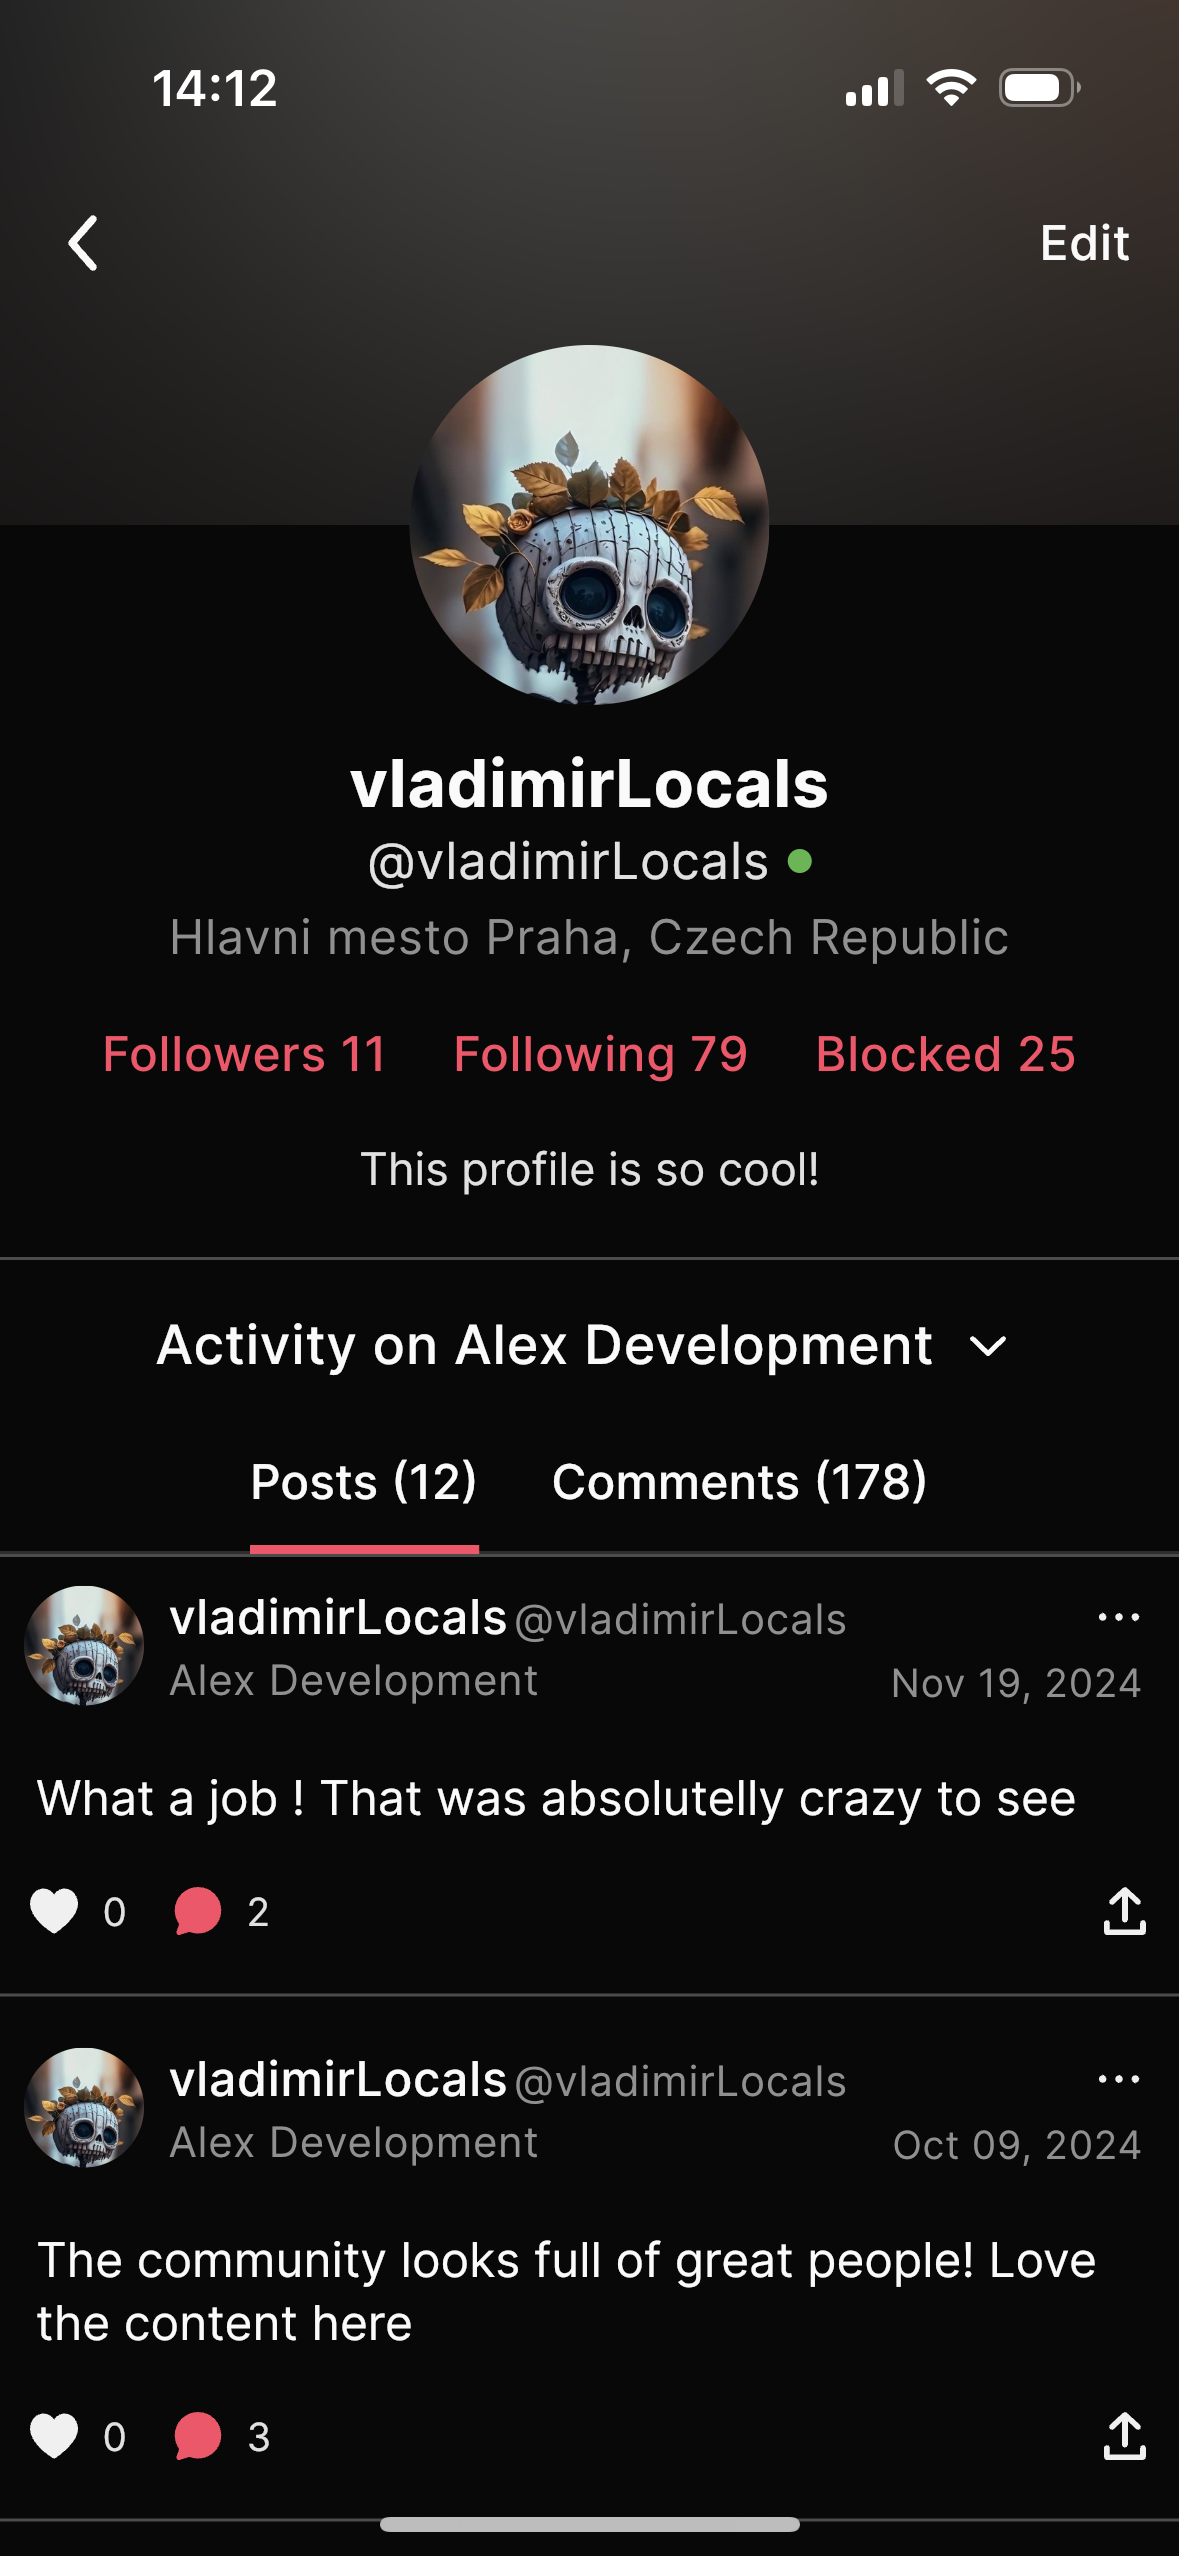 14:12
Edit
vladimirLocals
@vladimirLocals
Hlavni mesto Praha, Czech Republic
Followers 11 Following 79 Blocked 25
This profile is so cool!
Activity on Alex Development
Posts (12) Comments (178)
vladimirLocals @vladimirLocals
Alex Development Nov 19, 2024
What a job ! That was absolutelly crazy to see
0 2
vladimirLocals @vladimirLocals
Alex Development Oct 09, 2024
The community looks full of great people! Love
the content here
0 3